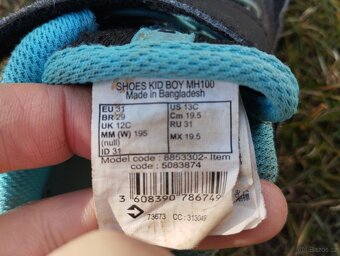 SHOES KID BOY MH100
Made in Bangladesh
EU 31 US 13C
BR 29 Cm 19.5
UK 12C RU 31
MM (W) 195 MX 19.5
(null)
ID 31
Model code : 8853302- Item
code : 5083874
3 608390 786749
73673 CC : 313049